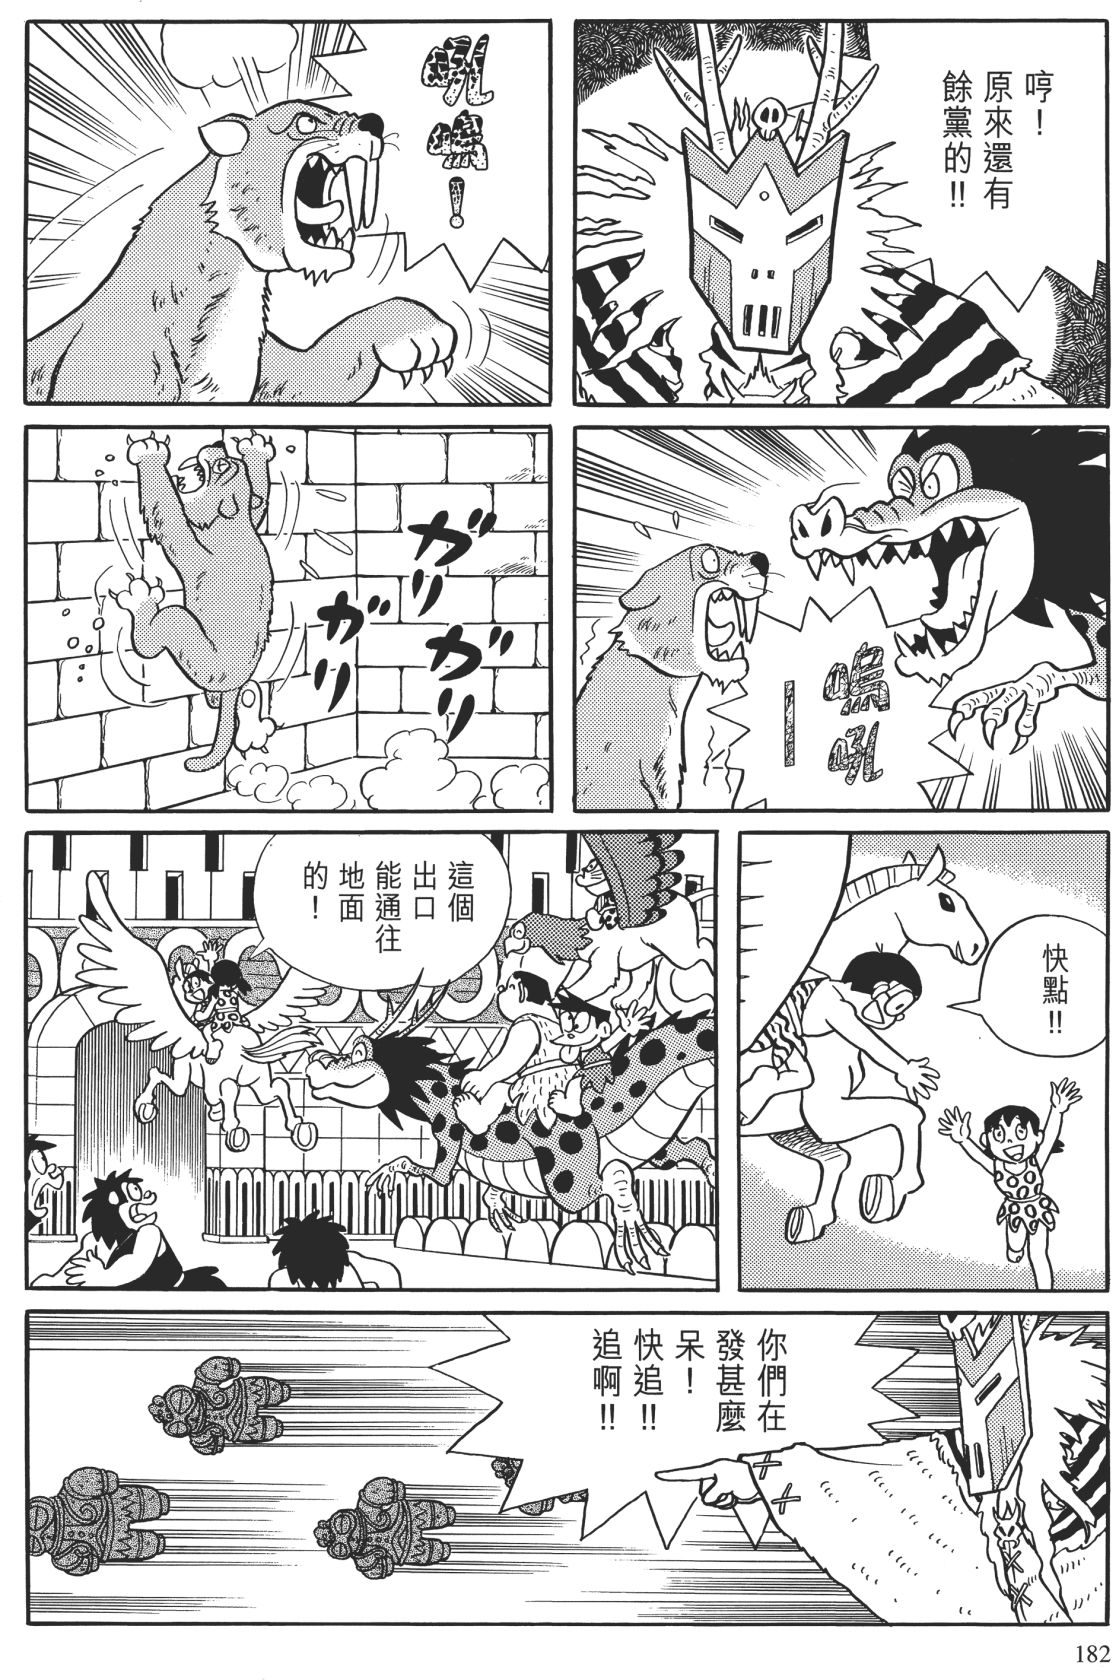 哼！
原來還有
餘黨的!!
吼
嗚！
嗚
吼
ー
ガリ
ガリ
ガリ
快點!!
這個
出口
能通往
地面
的！
你們在
發甚麼
呆！
快追!!
追啊!!
182